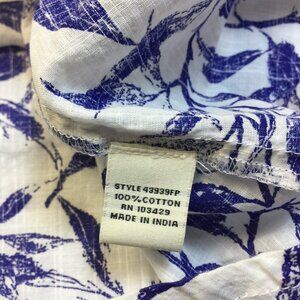 STYLE 43939FP
100% COTTON
RN 103429
MADE IN INDIA